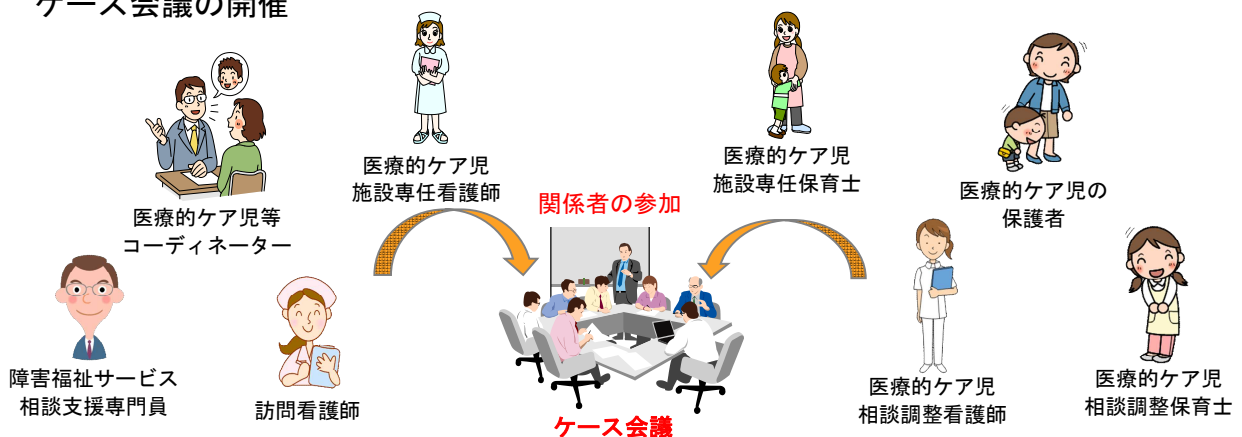 ケース会議の開催
医療的ケア児等
コーディネーター
医療的ケア児
施設専任看護師
関係者の参加
医療的ケア児
施設専任保育士
医療的ケア児の
保護者
障害福祉サービス
相談支援専門員
訪問看護師
ケース会議
医療的ケア児
相談調整看護師
医療的ケア児
相談調整保育士